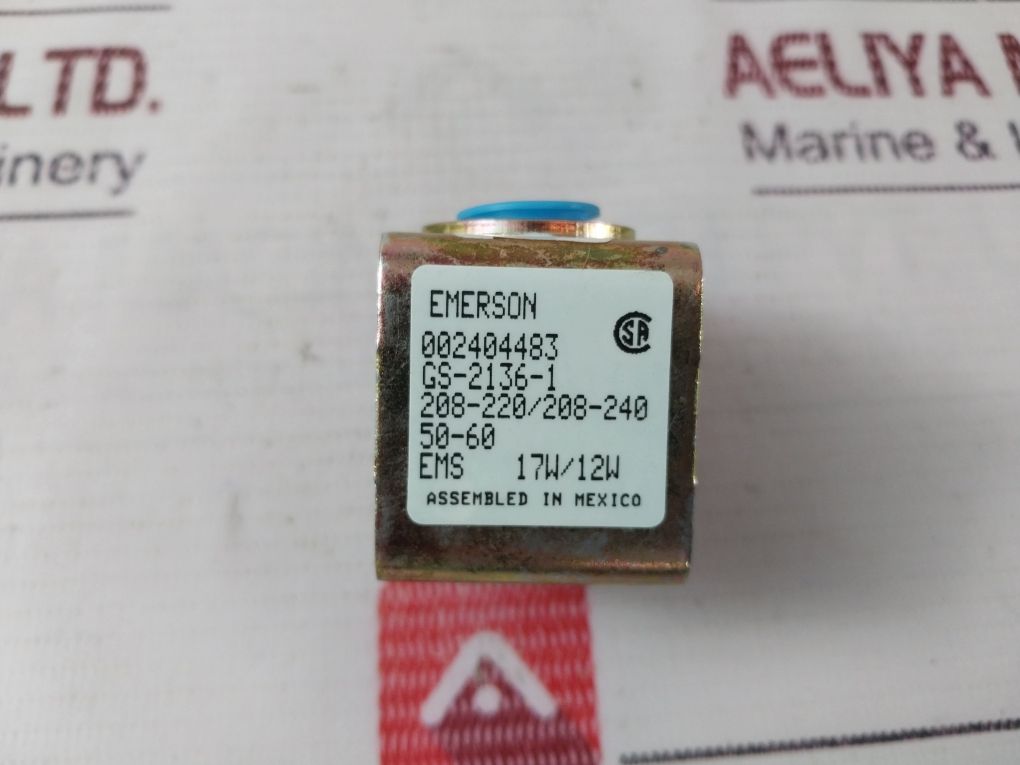 LTD.
inery
AELIYA
Marine &
EMERSON
SA
002404483
GS-2136-1
208-220/208-240
50-60
EMS 17W/12W
ASSEMBLED IN MEXICO